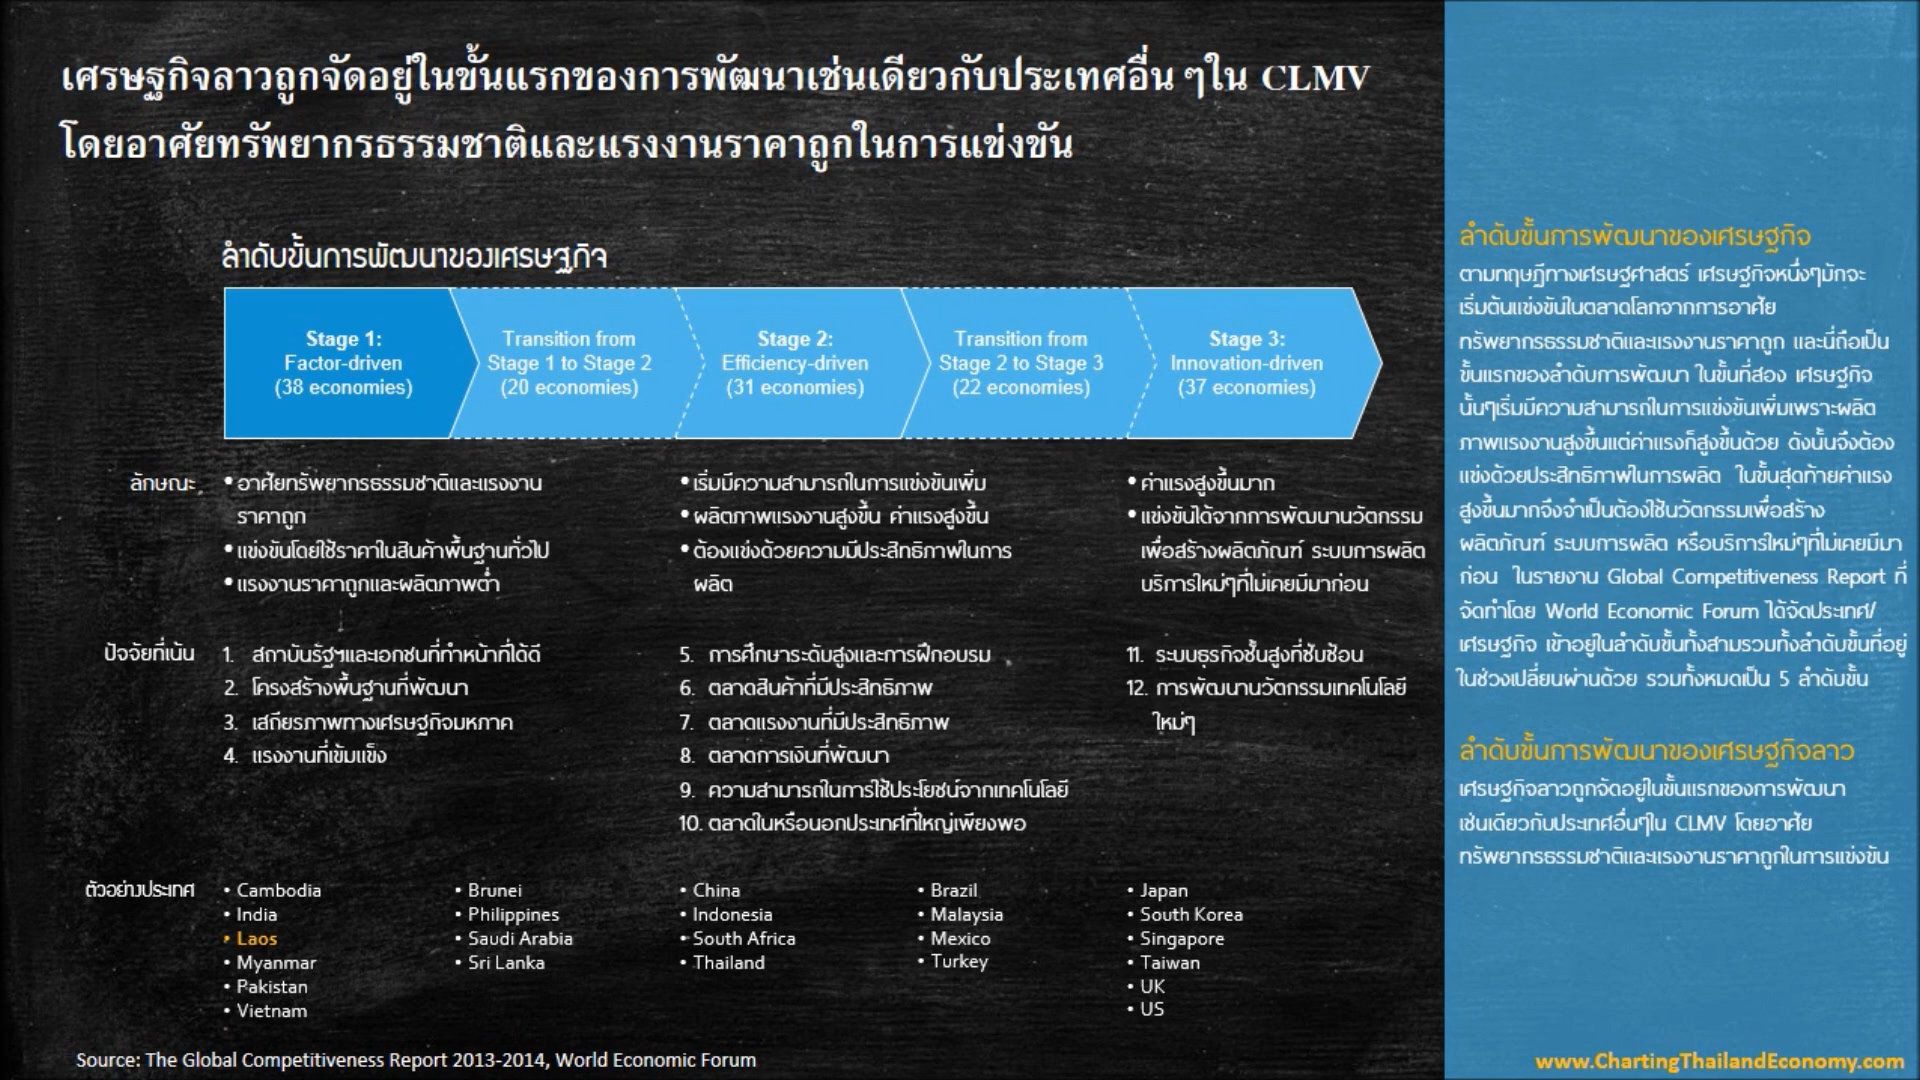 เศรษฐกิจลาวถูกจัดอยู่ในขั้นแรกของการพัฒนาเช่นเดียวกับประเทศอื่น ๆใน CLMV
โดยอาศัยทรัพยากรธรรมชาติและแรงงานราคาถูกในการแข่งขัน
ลำดับขั้นการพัฒนาของเศรษฐกิจ
Stage 1:
Factor-driven
(38 economies)
Transition from
Stage 1 to Stage 2
(20 economies)
Stage 2:
Efficiency-driven
(31 economies)
Transition from
Stage 2 to Stage 3
(22 economies)
Stage 3:
Innovation-driven
(37 economies)
ลักษณะ
• อาศัยทรัพยากรธรรมชาติและแรงงาน
ราคาถูก
• แข่งขันโดยใช้ราคาในสินค้าพื้นฐานทั่วไป
• แรงงานราคาถูกและผลิตภาพต่ำ
• เริ่มมีความสามารถในการแข่งขันเพิ่ม
• ผลิตภาพแรงงานสูงขึ้น ค่าแรงสูงขึ้น
• ต้องแข่งด้วยความมีประสิทธิภาพในการ
ผลิต
• ค่าแรงสูงขึ้นมาก
• แข่งขันได้จากการพัฒนานวัตกรรม
เพื่อสร้างผลิตภัณฑ์ ระบบการผลิต
บริการใหม่ๆที่ไม่เคยมีมาก่อน
ปัจจัยที่เน้น
1. สถาบันรัฐฯและเอกชนที่ทำหน้าที่ได้ดี
2. โครงสร้างพื้นฐานที่พัฒนา
3. เสถียรภาพทางเศรษฐกิจมหภาค
4. แรงงานที่เข้มแข็ง
5. การศึกษาระดับสูงและการฝึกอบรม
6. ตลาดสินค้าที่มีประสิทธิภาพ
7. ตลาดแรงงานที่มีประสิทธิภาพ
8. ตลาดการเงินที่พัฒนา
9. ความสามารถในการใช้ประโยชน์จากเทคโนโลยี
10. ตลาดในหรือนอกประเทศที่ใหญ่เพียงพอ
11. ระบบธุรกิจชั้นสูงที่ซับซ้อน
12. การพัฒนานวัตกรรมเทคโนโลยี
ใหม่ๆ
ตัวอย่างประเทศ
• Cambodia
• India
• Laos
• Myanmar
• Pakistan
• Vietnam
• Brunei
• Philippines
• Saudi Arabia
• Sri Lanka
• China
• Indonesia
• South Africa
• Thailand
• Brazil
• Malaysia
• Mexico
• Turkey
• Japan
• South Korea
• Singapore
• Taiwan
• UK
• US
Source: The Global Competitiveness Report 2013-2014, World Economic Forum
ลำดับขั้นการพัฒนาของเศรษฐกิจ
ตามทฤษฎีทางเศรษฐศาสตร์ เศรษฐกิจหนึ่งๆมักจะ
เริ่มต้นแข่งขันในตลาดโลกจากการอาศัย
ทรัพยากรธรรมชาติและแรงงานราคาถูก และนี่ถือเป็น
ขั้นแรกของลำดับการพัฒนา ในขั้นที่สอง เศรษฐกิจ
นั้นๆเริ่มมีความสามารถในการแข่งขันเพิ่มเพราะผลิต
ภาพแรงงานสูงขึ้นแต่ค่าแรงก็สูงขึ้นด้วย ดังนั้นจึงต้อง
แข่งด้วยประสิทธิภาพในการผลิต ในขั้นสุดท้ายค่าแรง
สูงขึ้นมากจึงจำเป็นต้องใช้นวัตกรรมเพื่อสร้าง
ผลิตภัณฑ์ ระบบการผลิต หรือบริการใหม่ๆที่ไม่เคยมีมา
ก่อน ในรายงาน Global Competitiveness Report ที่
จัดทำโดย World Economic Forum ได้จัดประเทศ/
เศรษฐกิจ เข้าอยู่ในลำดับขั้นทั้งสามรวมทั้งลำดับขั้นที่อยู่
ในช่วงเปลี่ยนผ่านด้วย รวมทั้งหมดเป็น 5 ลำดับขั้น
ลำดับขั้นการพัฒนาของเศรษฐกิจลาว
เศรษฐกิจลาวถูกจัดอยู่ในขั้นแรกของการพัฒนา
เช่นเดียวกับประเทศอื่นๆใน CLMV โดยอาศัย
ทรัพยากรธรรมชาติและแรงงานราคาถูกในการแข่งขัน
www.ChartingThailandEconomy.com